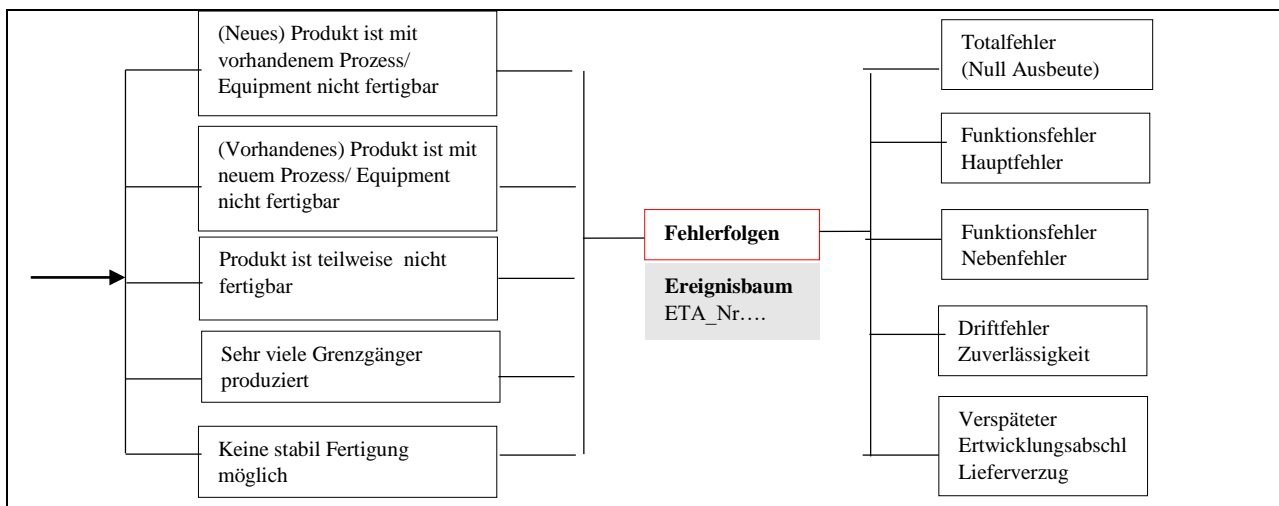 (Neues) Produkt ist mit
vorhandenem Prozess/
Equipment nicht fertigbar
(Vorhandenes) Produkt ist mit
neuem Prozess/ Equipment
nicht fertigbar
Produkt ist teilweise nicht
fertigbar
Sehr viele Grenzgänger
produziert
Keine stabil Fertigung
möglich
Fehlerfolgen
Ereignisbaum
ETA_Nr….
Totalfehler
(Null Ausbeute)
Funktionsfehler
Hauptfehler
Funktionsfehler
Nebenfehler
Driftfehler
Zuverlässigkeit
Verspäteter
Ertwicklungsabschl
Lieferverzug